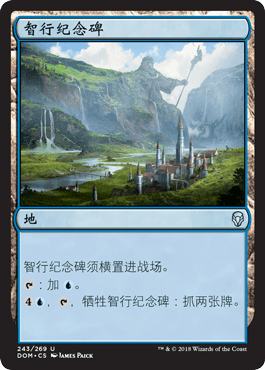 智行纪念碑
地
智行纪念碑须横置进战场。
：加 。
4 ，，牺牲智行纪念碑：抓两张牌。
243/269 U
DOM • CS JAMES PAICK
™ & © 2018 Wizards of the Coast